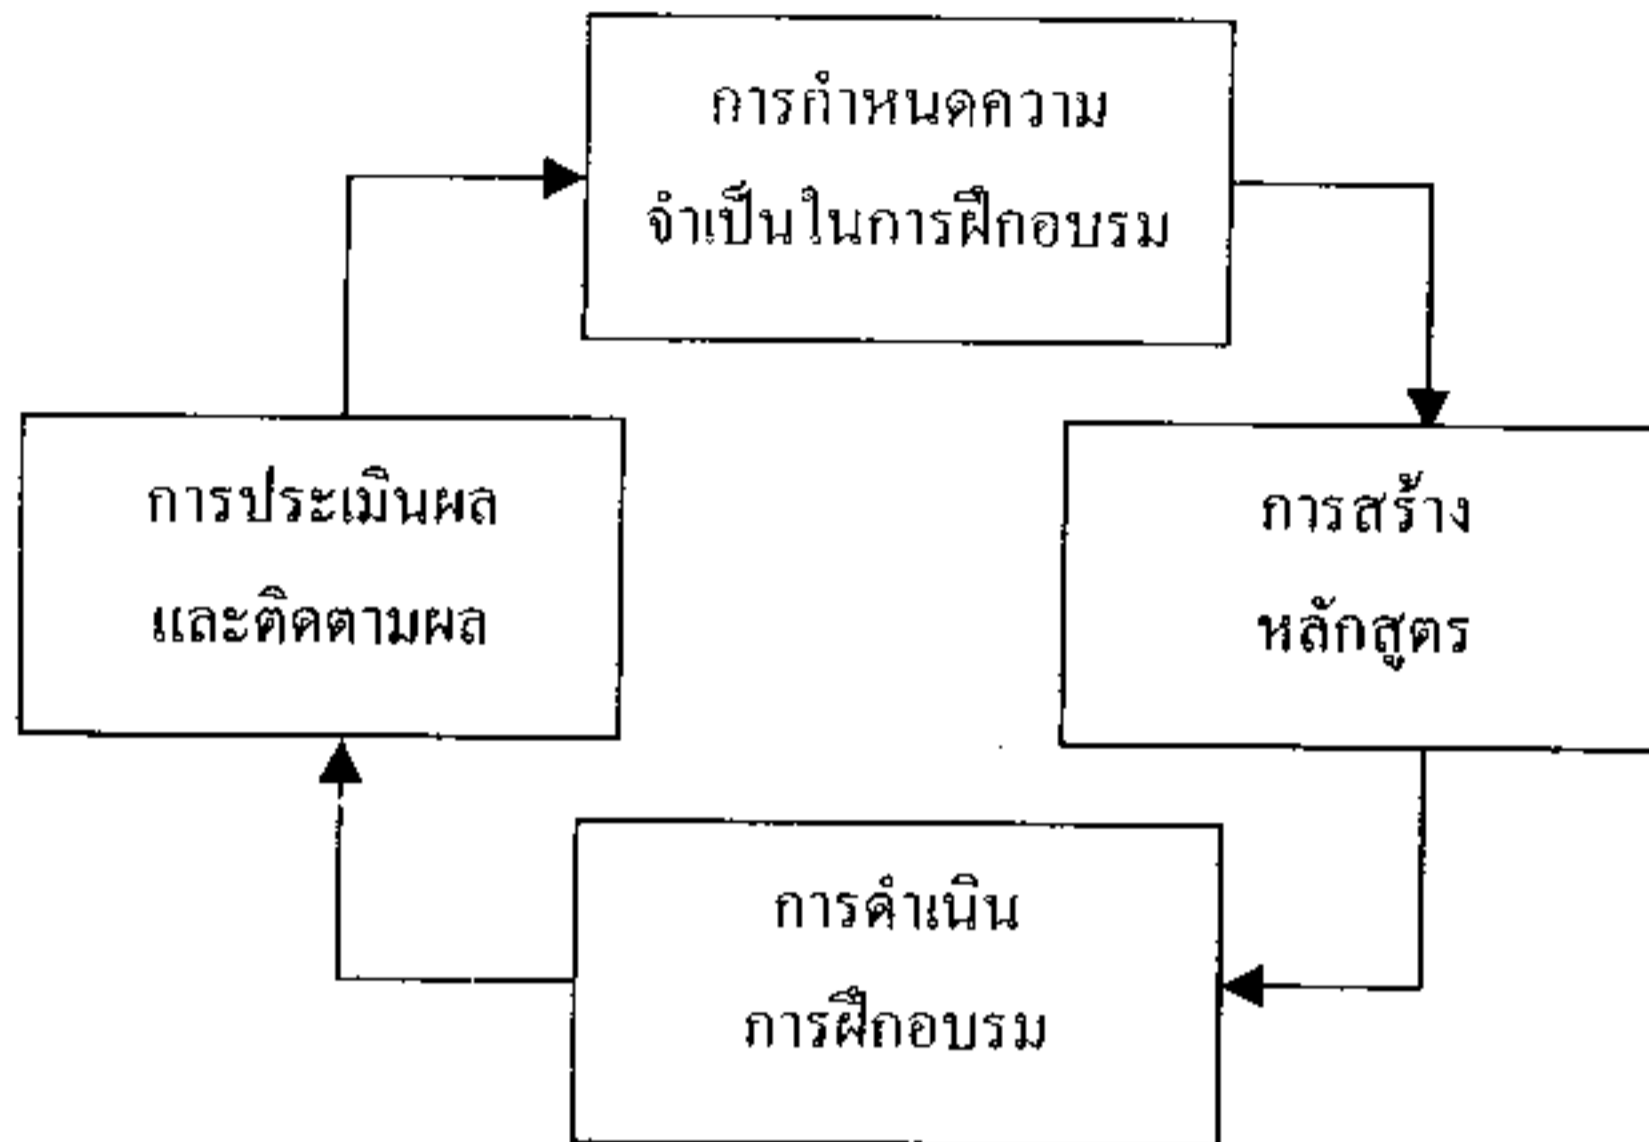 การกำหนดความ
จำเป็นในการฝึกอบรม
การประเมินผล
และติดตามผล
การสร้าง
หลักสูตร
การดำเนิน
การฝึกอบรม